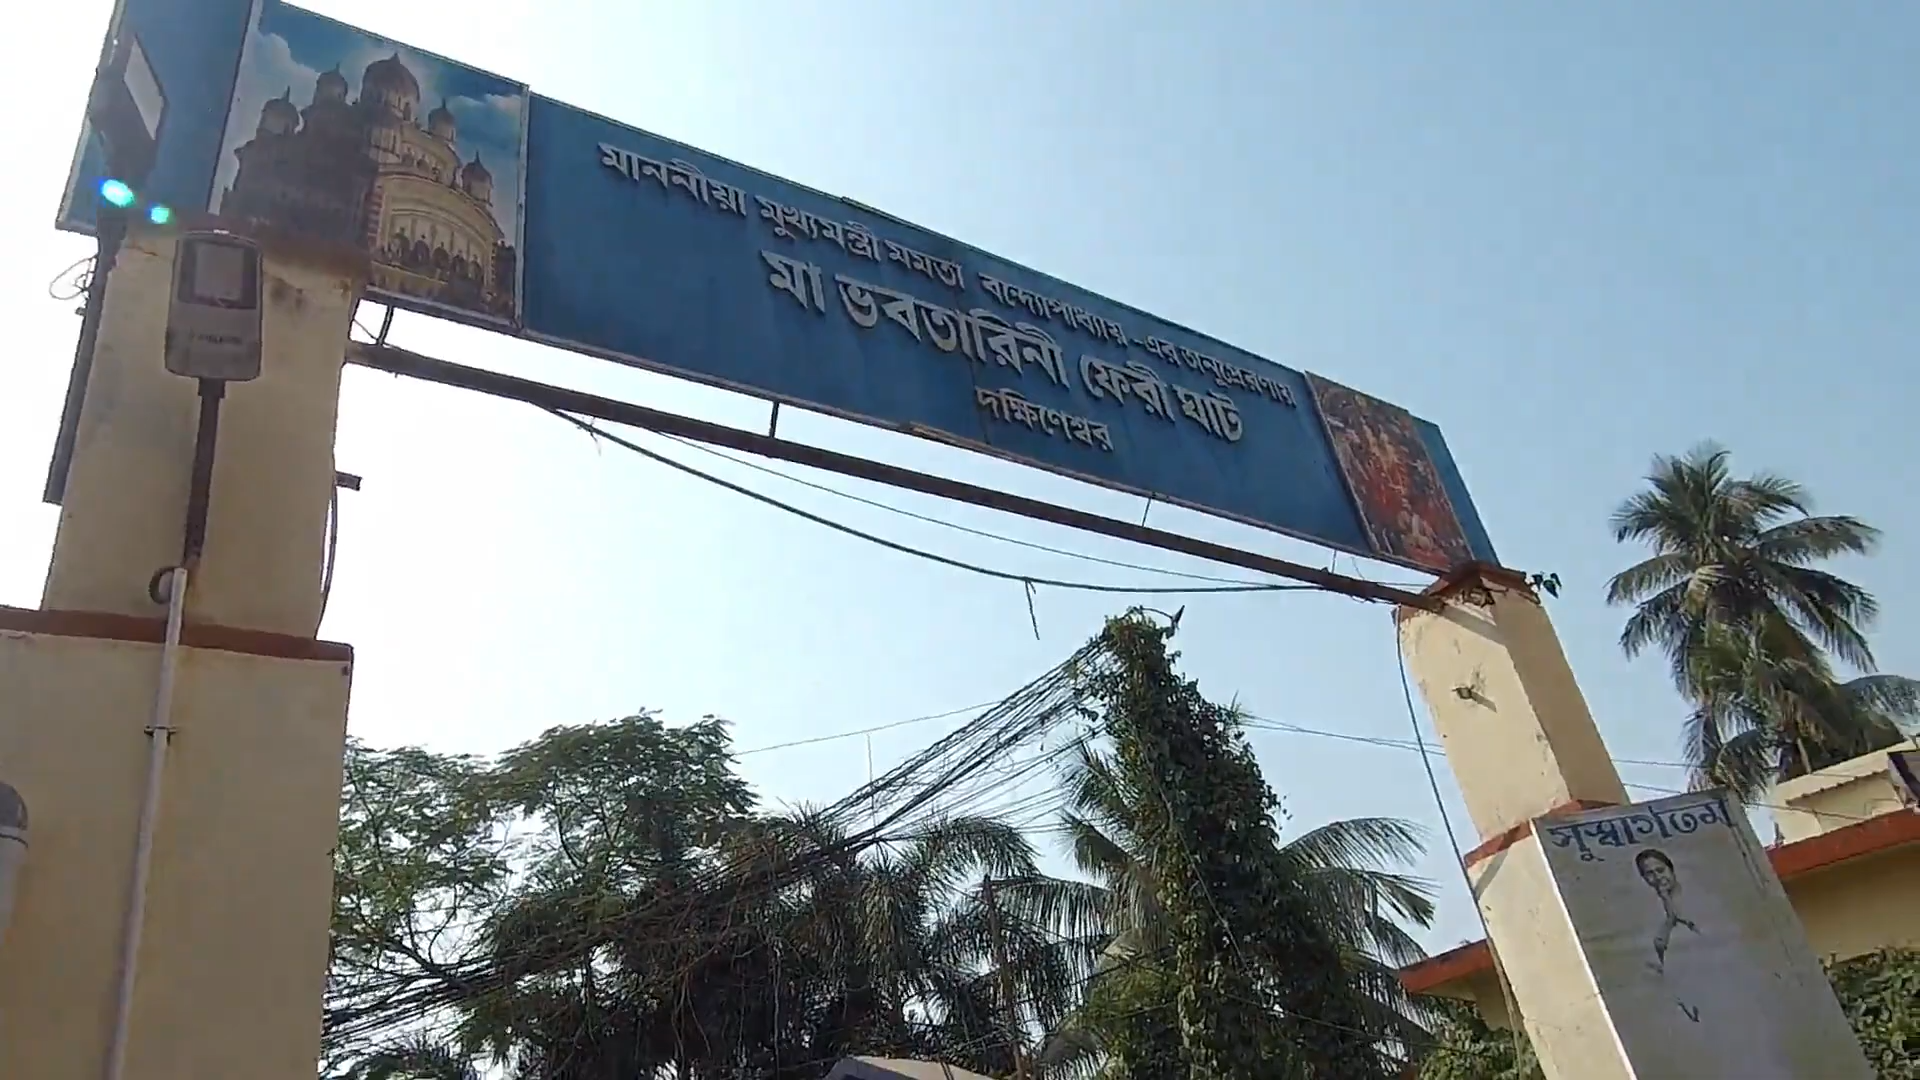 মাননীয়া মুখ্যমন্ত্রী মমতা বন্দ্যোপাধ্যায় -এর অনুপ্রেরণায়
মা ভবতারিনী ফেরী ঘাট
দক্ষিণেশ্বর
সুস্বাগতম